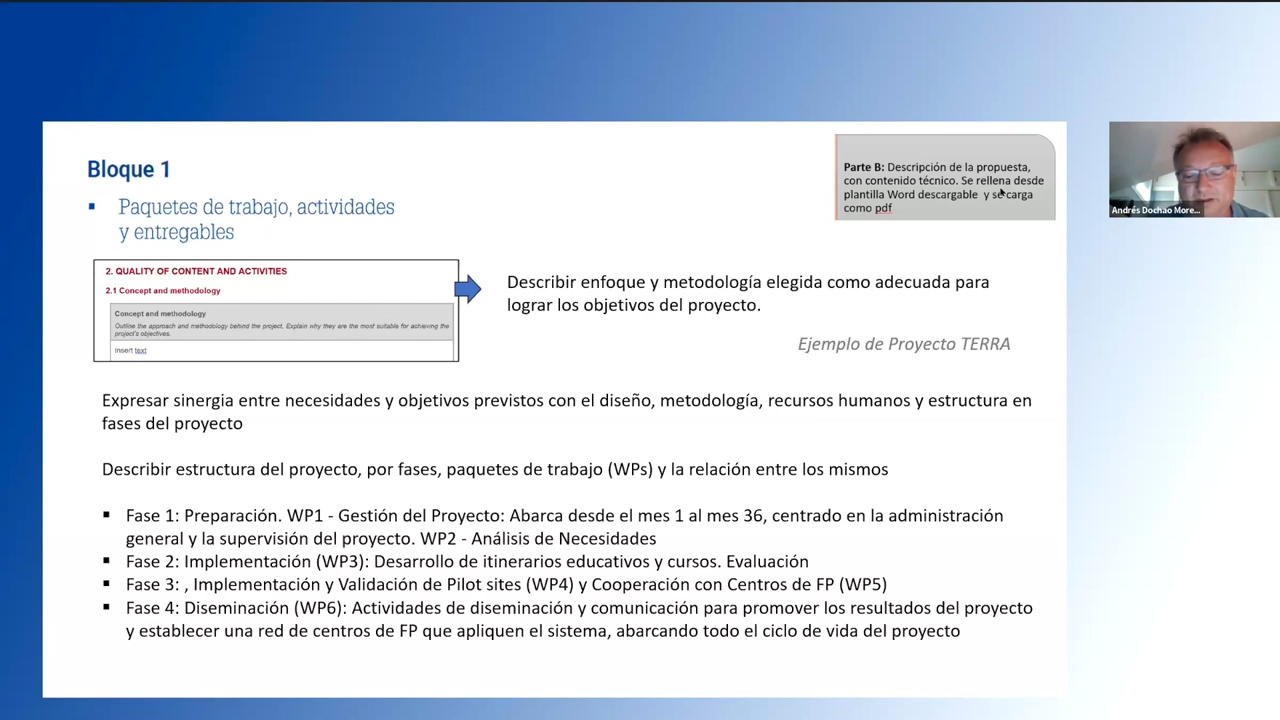 Bloque 1
▪ Paquetes de trabajo, actividades
y entregables
Parte B: Descripción de la propuesta,
con contenido técnico. Se rellena desde
plantilla Word descargable y se carga
como pdf
Andrés Dochao More...
2. QUALITY OF CONTENT AND ACTIVITIES
2.1 Concept and methodology
Concept and methodology
Outline the approach and methodology behind the project. Explain why they are the most suitable for achieving the
project's objectives.
Insert text
Describir enfoque y metodología elegida como adecuada para
lograr los objetivos del proyecto.
Ejemplo de Proyecto TERRA
Expresar sinergia entre necesidades y objetivos previstos con el diseño, metodología, recursos humanos y estructura en
fases del proyecto
Describir estructura del proyecto, por fases, paquetes de trabajo (WPs) y la relación entre los mismos
▪ Fase 1: Preparación. WP1 - Gestión del Proyecto: Abarca desde el mes 1 al mes 36, centrado en la administración
general y la supervisión del proyecto. WP2 - Análisis de Necesidades
▪ Fase 2: Implementación (WP3): Desarrollo de itinerarios educativos y cursos. Evaluación
▪ Fase 3: , Implementación y Validación de Pilot sites (WP4) y Cooperación con Centros de FP (WP5)
▪ Fase 4: Diseminación (WP6): Actividades de diseminación y comunicación para promover los resultados del proyecto
y establecer una red de centros de FP que apliquen el sistema, abarcando todo el ciclo de vida del proyecto